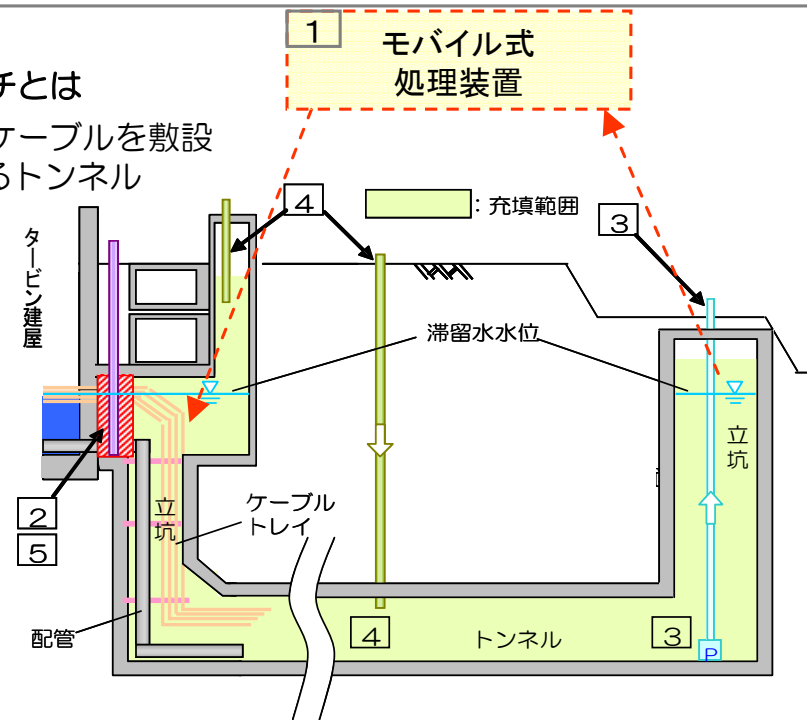 1
モバイル式
処理装置
チとは
ケーブルを敷設
るトンネル
4
：充填範囲
3
タービン建屋
滞留水水位
立坑
2
5
立坑
ケーブル
トレイ
配管
4
トンネル
3
P